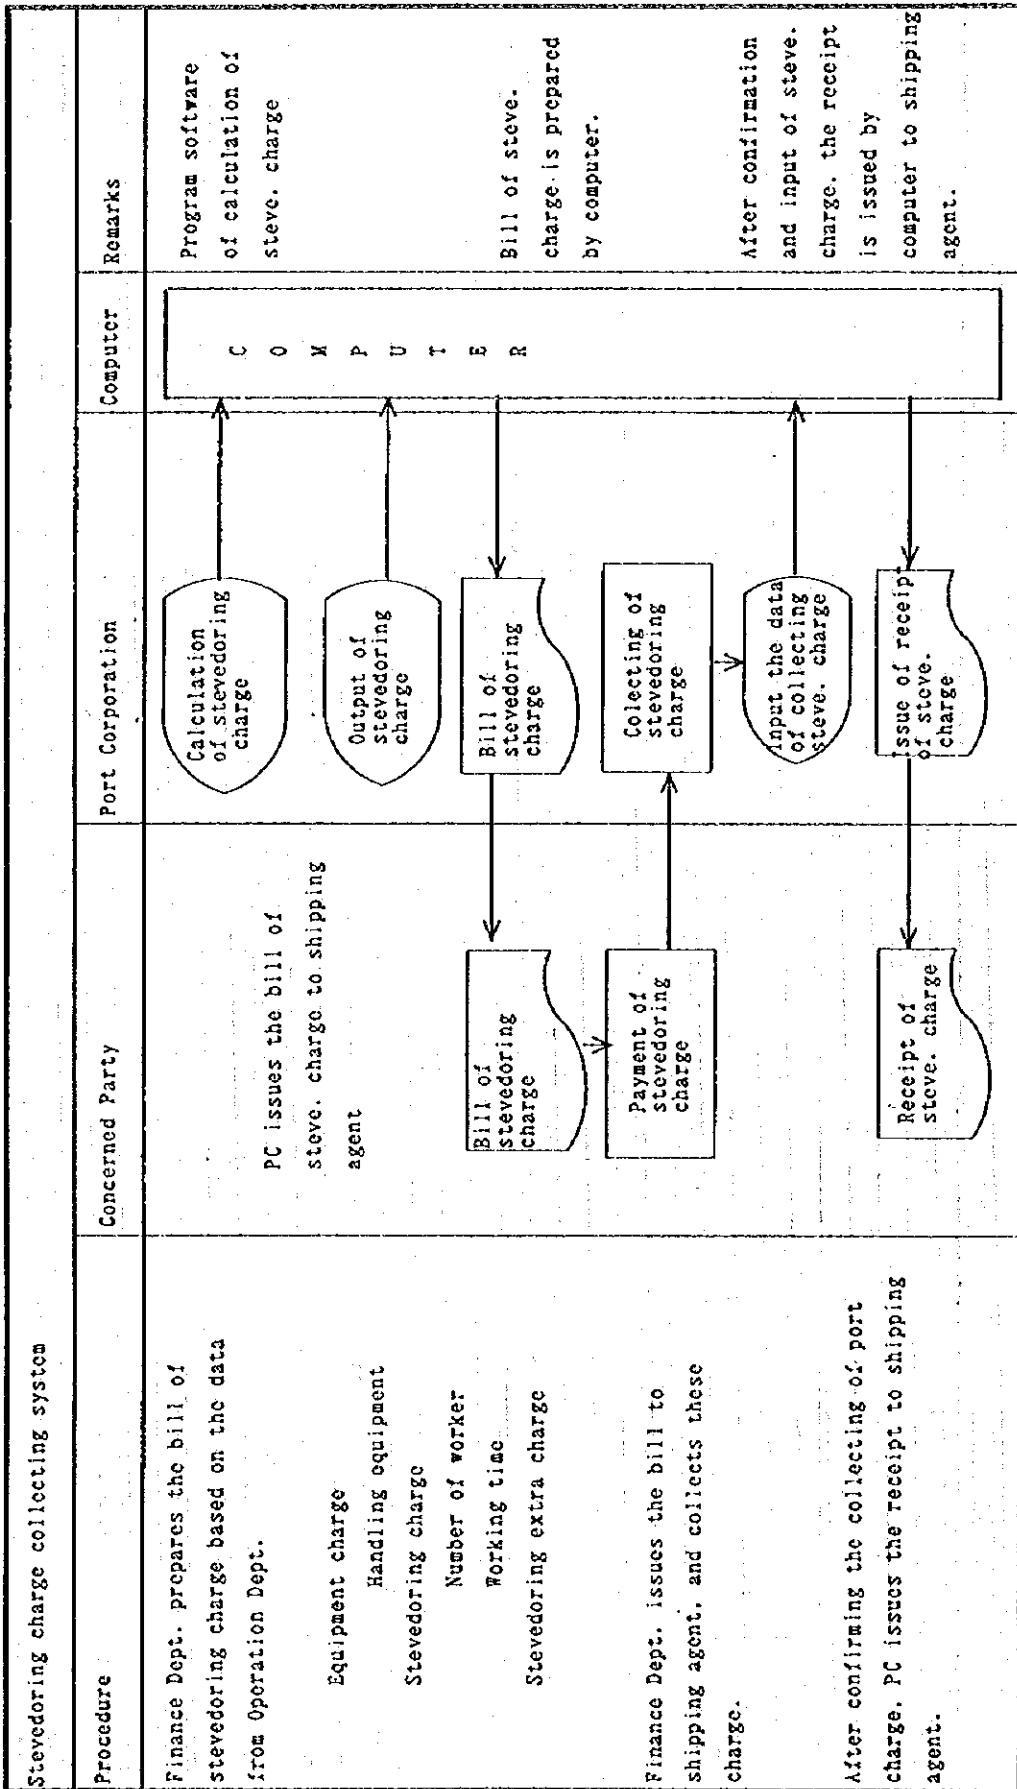 Stevedoring charge collecting system
Procedure
Concerned Party
Port Corporation
Computer
Remarks
Finance Dept. prepares the bill of
stevedoring charge based on the data
from Operation Dept.
Equipment charge
Handling equipment
Stevedoring charge
Number of worker
Working time
Stevedoring extra charge
Finance Dept. issues the bill to
shipping agent, and collects these
charge.
After confirming the collecting of port
charge. PC issues the receipt to shipping
agent.
PC issues the bill of
steve. charge to shipping
agent
Bill of
stevedoring
charge
Payment of
stevedoring
charge
Receipt of
steve. charge
Calculation
of stevedoring
charge
Output of
stevedoring
charge
Bill of
stevedoring
charge
Colecting of
stevedoring
charge
Input the data
of collecting
steve. charge
Issue of receipt
of steve.
charge
COMPUTER
Program software
of calculation of
steve. charge
Bill of steve.
charge is prepared
by computer.
After confirmation
and input of steve.
charge. the receipt
is issued by
computer to shipping
agent.